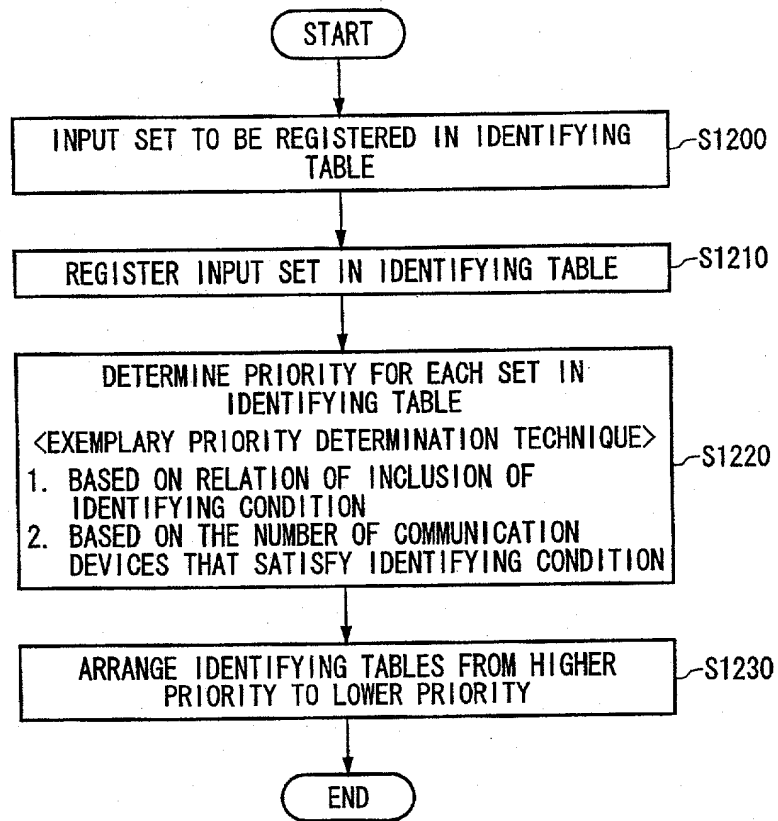 START
INPUT SET TO BE REGISTERED IN IDENTIFYING
TABLE
S1200
REGISTER INPUT SET IN IDENTIFYING TABLE
S1210
DETERMINE PRIORITY FOR EACH SET IN
IDENTIFYING TABLE
<EXEMPLARY PRIORITY DETERMINATION TECHNIQUE>
1. BASED ON RELATION OF INCLUSION OF
IDENTIFYING CONDITION
2. BASED ON THE NUMBER OF COMMUNICATION
DEVICES THAT SATISFY IDENTIFYING CONDITION
S1220
ARRANGE IDENTIFYING TABLES FROM HIGHER
PRIORITY TO LOWER PRIORITY
S1230
END